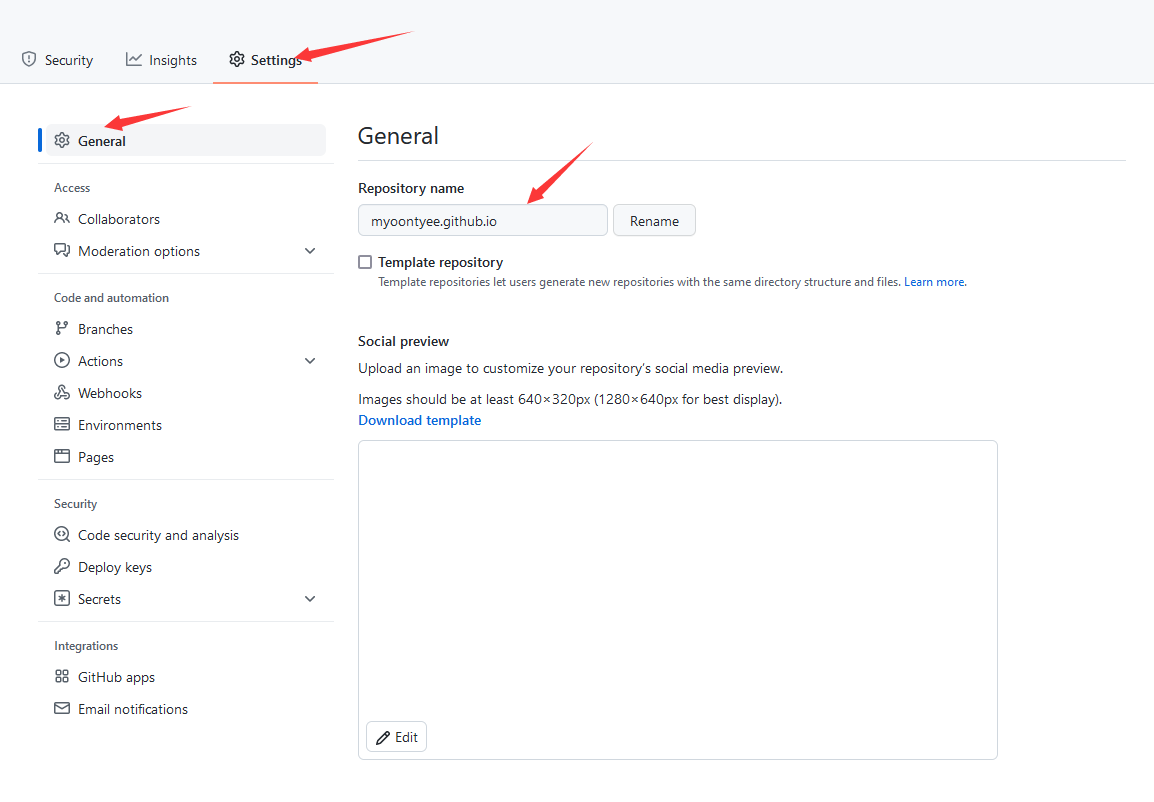 Security
Insights
Settings
General
Access
Collaborators
Moderation options
Code and automation
Branches
Actions
Webhooks
Environments
Pages
Security
Code security and analysis
Deploy keys
Secrets
Integrations
GitHub apps
Email notifications
General
Repository name
myoontyee.github.io
Rename
Template repository
Template repositories let users generate new repositories with the same directory structure and files. Learn more.
Social preview
Upload an image to customize your repository's social media preview.
Images should be at least 640×320px (1280×640px for best display).
Download template
Edit